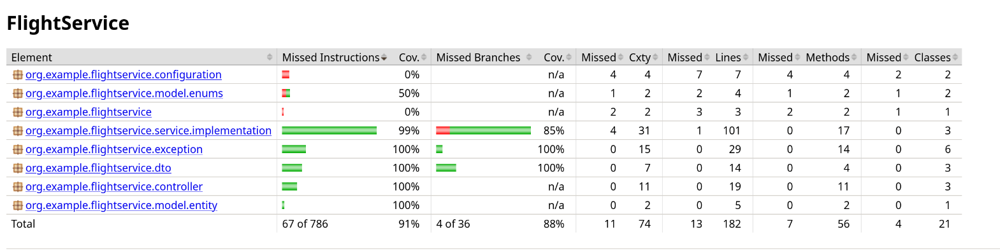 FlightService
Element Missed Instructions Cov. Missed Branches Cov. Missed Cxty Missed Lines Missed Methods Missed Classes
org.example.flightservice.configuration 0% n/a 4 4 7 7 4 4 2 2
org.example.flightservice.model.enums 50% n/a 1 2 2 4 1 2 1 2
org.example.flightservice 0% n/a 2 2 3 3 2 2 1 1
org.example.flightservice.service.implementation 99% 85% 4 31 1 101 0 17 0 3
org.example.flightservice.exception 100% 100% 0 15 0 29 0 14 0 6
org.example.flightservice.dto 100% 100% 0 7 0 14 0 4 0 3
org.example.flightservice.controller 100% n/a 0 11 0 19 0 11 0 3
org.example.flightservice.model.entity 100% n/a 0 2 0 5 0 2 0 1
Total 67 of 786 91% 4 of 36 88% 11 74 13 182 7 56 4 21